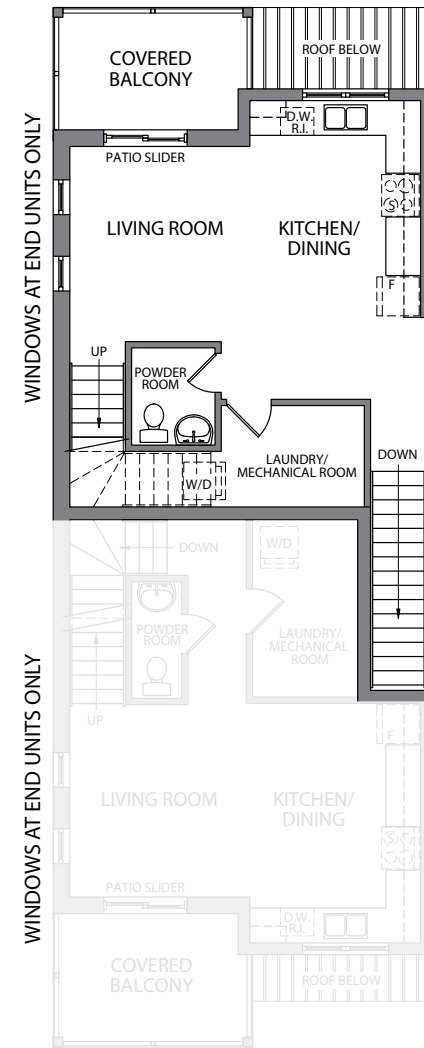 COVERED
BALCONY
ROOF BELOW
D.W.
R.I.
PATIO SLIDER
WINDOWS AT END UNITS ONLY
LIVING ROOM
KITCHEN/
DINING
S
F
UP
POWDER
ROOM
LAUNDRY/
MECHANICAL ROOM
W/D
DOWN
DOWN
W/D
POWDER
ROOM
LAUNDRY/
MECHANICAL
ROOM
UP
F
WINDOWS AT END UNITS ONLY
LIVING ROOM
KITCHEN/
DINING
S
PATIO SLIDER
D.W.
R.I.
COVERED
BALCONY
ROOF BELOW